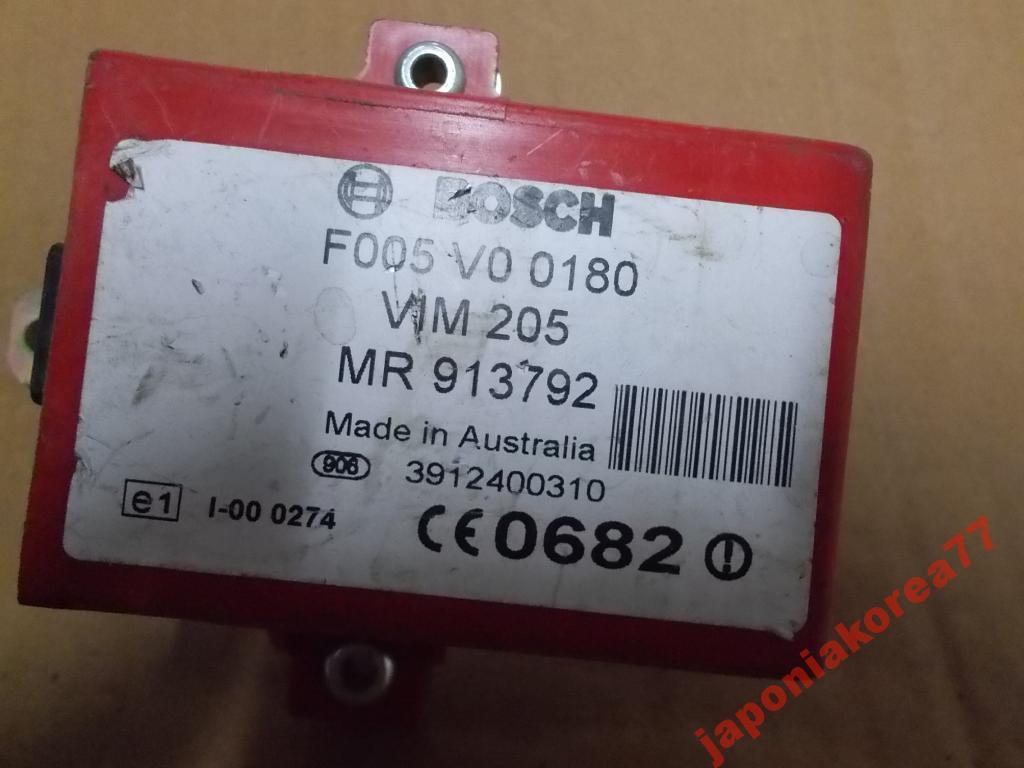 BOSCH
F005 V0 0180
VIM 205
MR 913792
Made in Australia
906 3912400310
e1 I-00 0274
CE0682
japoniakorea77